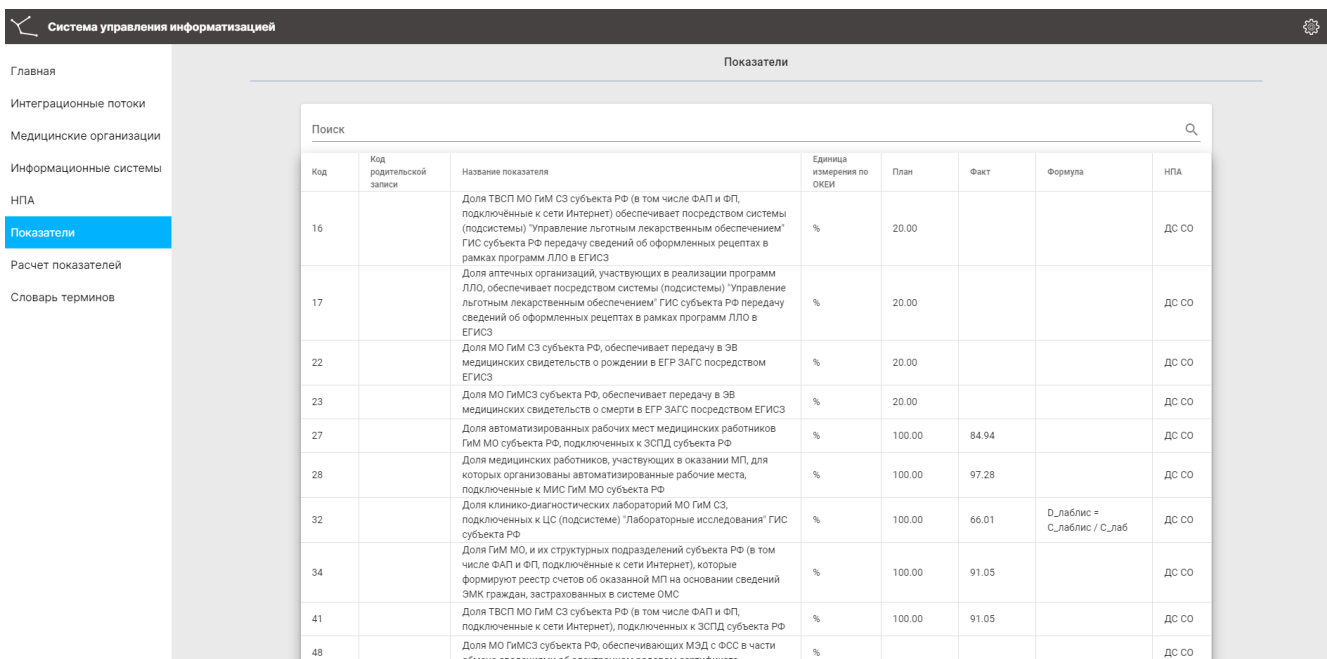 Система управления информатизацией
Главная
Интеграционные потоки
Медицинские организации
Информационные системы
НПА
Показатели
Расчет показателей
Словарь терминов
Показатели
Поиск
Код
Код
родительской
записи
Название показателя
Единица
измерения по
ОКЕИ
План
Факт
Формула
НПА
16
Доля ТВСП МО ГиМ СЗ субъекта РФ (в том числе ФАП и ФП,
подключённые к сети Интернет) обеспечивает посредством системы
(подсистемы) "Управление льготным лекарственным обеспечением"
ГИС субъекта РФ передачу сведений об оформленных рецептах в
рамках программ ЛЛО в ЕГИСЗ
%
20.00
ДС СО
17
Доля аптечных организаций, участвующих в реализации программ
ЛЛО, обеспечивает посредством системы (подсистемы) "Управление
льготным лекарственным обеспечением" ГИС субъекта РФ передачу
сведений об оформленных рецептах в рамках программ ЛЛО в
ЕГИСЗ
%
20.00
ДС СО
22
Доля МО ГиМ СЗ субъекта РФ, обеспечивает передачу в ЭВ
медицинских свидетельств о рождении в ЕГР ЗАГС посредством
ЕГИСЗ
%
20.00
ДС СО
23
Доля МО ГиМСЗ субъекта РФ, обеспечивает передачу в ЭВ
медицинских свидетельств о смерти в ЕГР ЗАГС посредством ЕГИСЗ
%
20.00
ДС СО
27
Доля автоматизированных рабочих мест медицинских работников
ГиМ МО субъекта РФ, подключенных к ЗСПД субъекта РФ
%
100.00
84.94
ДС СО
28
Доля медицинских работников, участвующих в оказании МП, для
которых организованы автоматизированные рабочие места,
подключенные к МИС ГиМ МО субъекта РФ
%
100.00
97.28
ДС СО
32
Доля клинико-диагностических лабораторий МО ГиМ СЗ,
подключенных к ЦС (подсистеме) "Лабораторные исследования" ГИС
субъекта РФ
%
100.00
66.01
D_лаблис =
С_лаблис / С_лаб
ДС СО
34
Доля ГиМ МО, и их структурных подразделений субъекта РФ (в том
числе ФАП и ФП, подключённые к сети Интернет), которые
формируют реестр счетов об оказанной МП на основании сведений
ЭМК граждан, застрахованных в системе ОМС
%
100.00
91.05
ДС СО
41
Доля ТВСП МО ГиМ СЗ субъекта РФ (в том числе ФАП и ФП,
подключенные к сети Интернет), подключенных к ЗСПД субъекта РФ
%
100.00
91.05
ДС СО
48
Доля МО ГиМСЗ субъекта РФ, обеспечивающих МЭД с ФСС в части
%
ДС СО